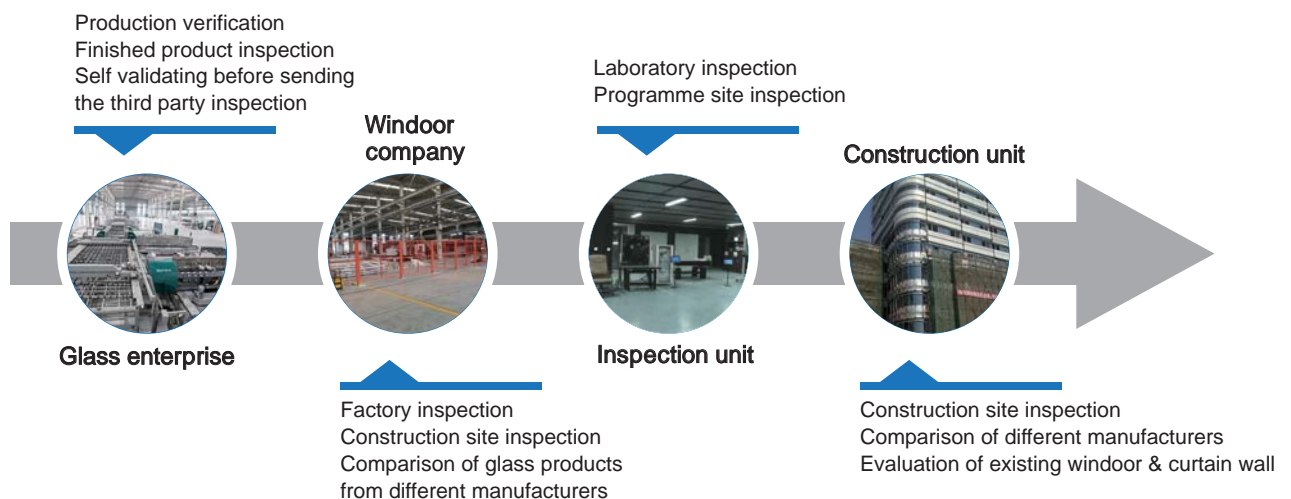 Production verification
Finished product inspection
Self validating before sending
the third party inspection
Glass enterprise
Windoor
company
Factory inspection
Construction site inspection
Comparison of glass products
from different manufacturers
Laboratory inspection
Programme site inspection
Inspection unit
Construction unit
Construction site inspection
Comparison of different manufacturers
Evaluation of existing windoor & curtain wall